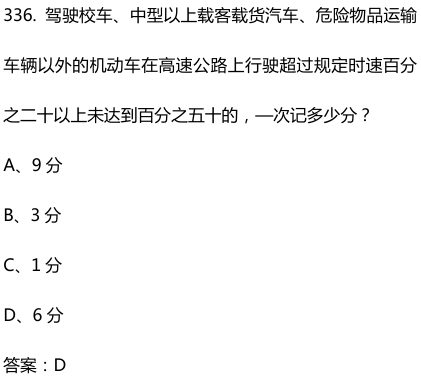 336. 驾驶校车、中型以上载客载货汽车、危险物品运输
车辆以外的机动车在高速公路上行驶超过规定时速百分
之二十以上未达到百分之五十的，—次记多少分？
A、9 分
B、3 分
C、1 分
D、6 分
答案：D